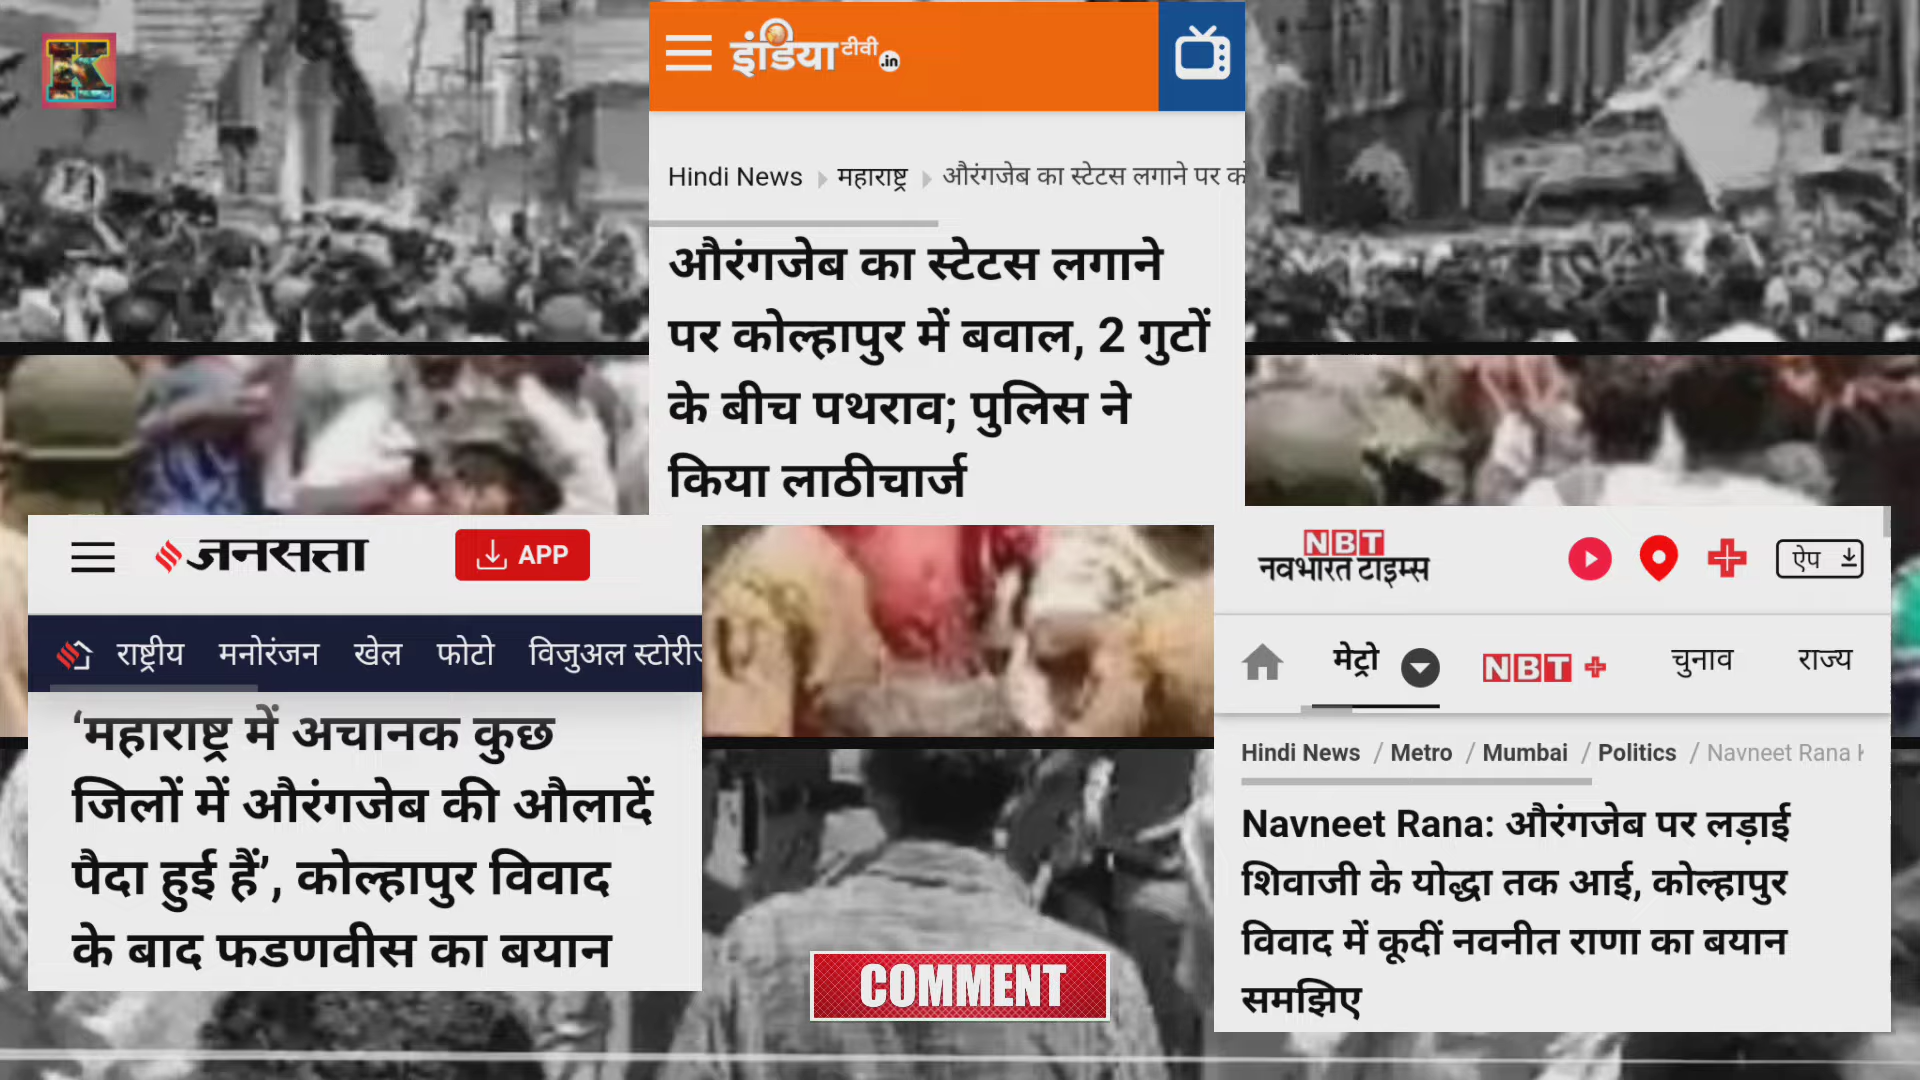 K
इंडिया टीवी .in
Hindi News महाराष्ट्र औरंगजेब का स्टेटस लगाने पर
औरंगजेब का स्टेटस लगाने
पर कोल्हापुर में बवाल, 2 गुटों
के बीच पथराव; पुलिस ने
किया लाठीचार्ज
जनसत्ता APP
राष्ट्रीय मनोरंजन खेल फोटो विजुअल
‘महाराष्ट्र में अचानक कुछ
जिलों में औरंगजेब की औलादें
पैदा हुई हैं’, कोल्हापुर विवाद
के बाद फडणवीस का बयान
NBT
नवभारत टाइम्स
ऐप
मेट्रो NBT + चुनाव राज्य
Hindi News / Metro / Mumbai / Politics / Navneet Rana
Navneet Rana: औरंगजेब पर लड़ाई
शिवाजी के योद्धा तक आई, कोल्हापुर
विवाद में कूदीं नवनीत राणा का बयान
समझिए
COMMENT